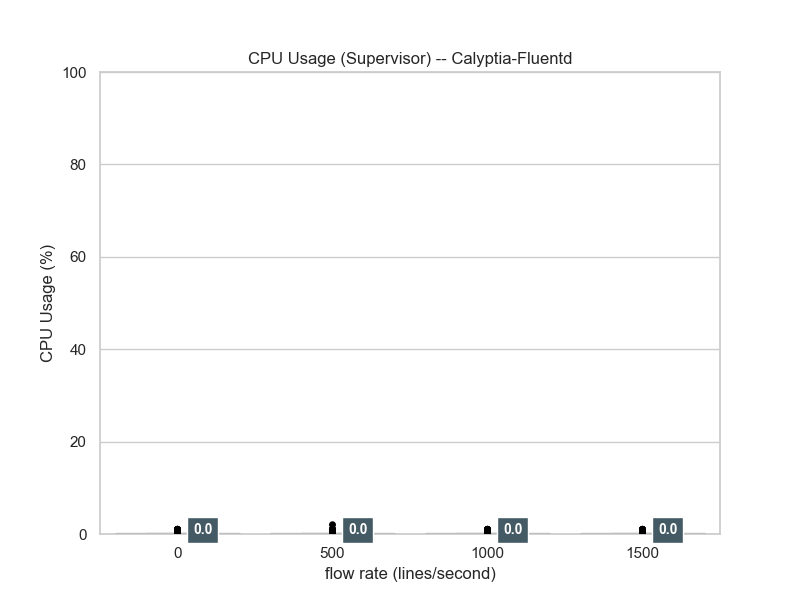 CPU Usage (Supervisor) -- Calyptia-Fluentd
100
80
60
40
20
0
CPU Usage (%)
0.0 0.0 0.0 0.0
0 500 1000 1500
flow rate (lines/second)